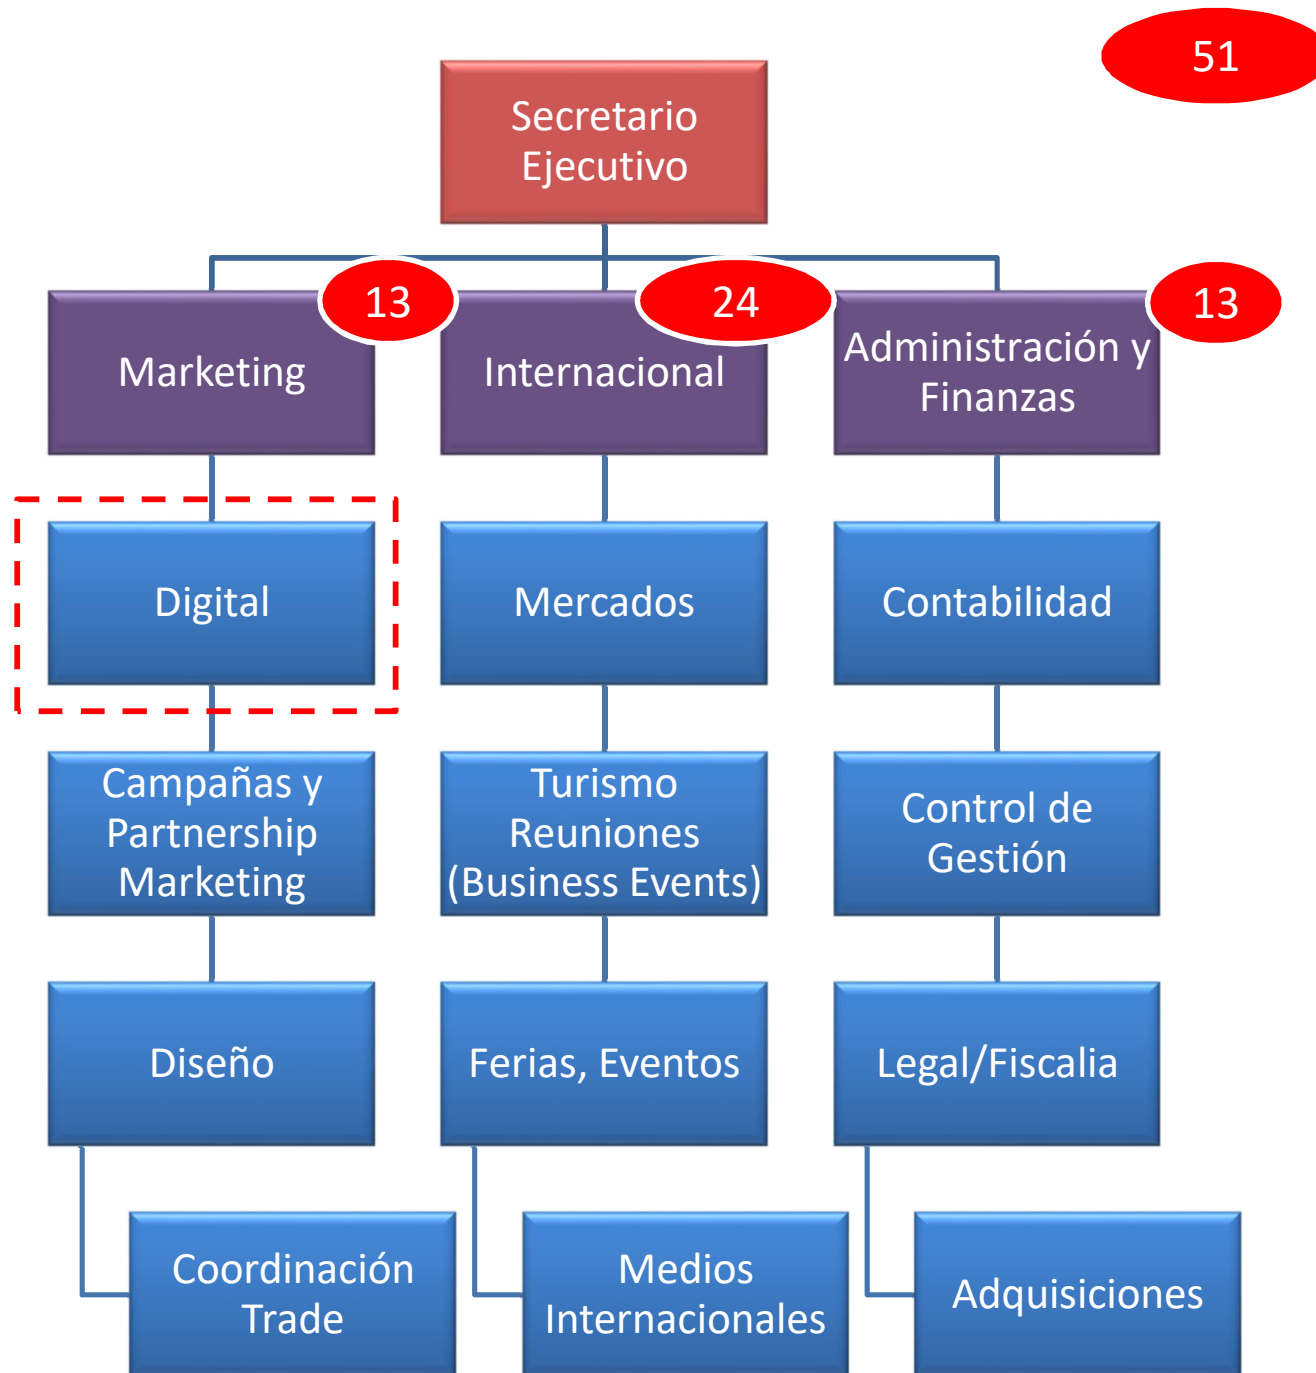 51
Secretario
Ejecutivo
13
24
13
Marketing
Internacional
Administración y
Finanzas
Digital
Mercados
Contabilidad
Campañas y
Partnership
Marketing
Turismo
Reuniones
(Business Events)
Control de
Gestión
Diseño
Ferias, Eventos
Legal/Fiscalia
Coordinación
Trade
Medios
Internacionales
Adquisiciones